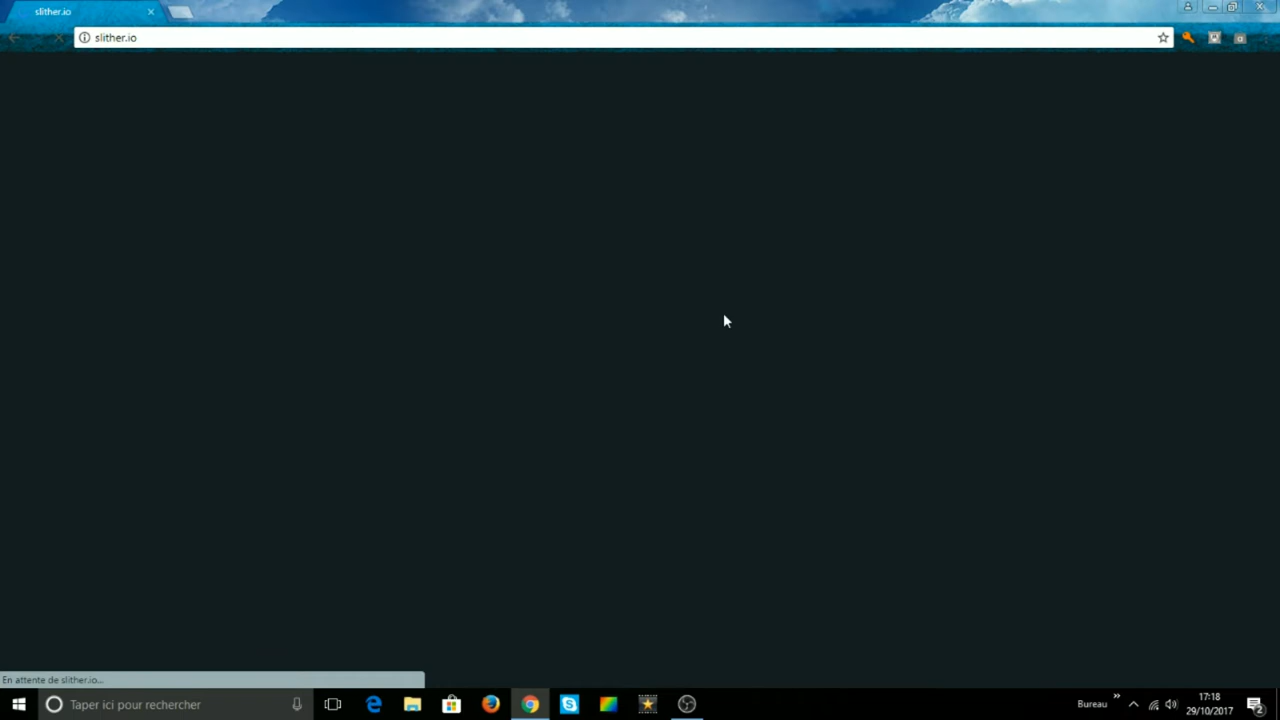 slither.io
slither.io
En attente de slither.io...
Taper ici pour rechercher
Bureau
17:18
29/10/2017
2